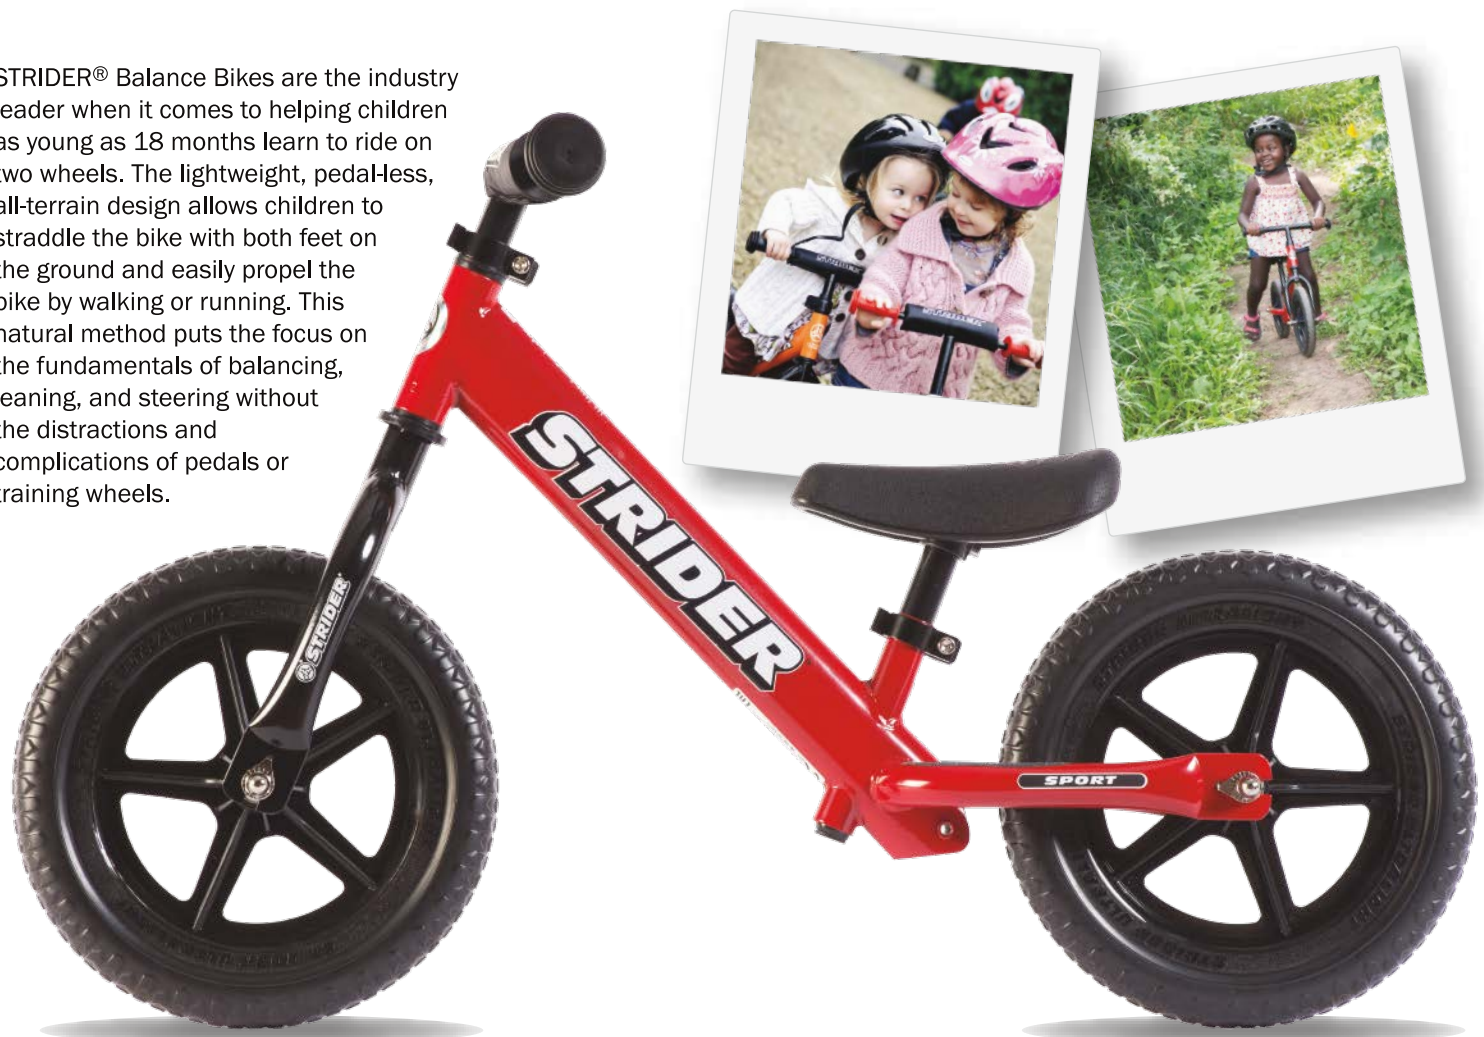 STRIDER® Balance Bikes are the industry
leader when it comes to helping children
as young as 18 months learn to ride on
two wheels. The lightweight, pedal-less,
all-terrain design allows children to
straddle the bike with both feet on
the ground and easily propel the
bike by walking or running. This
natural method puts the focus on
the fundamentals of balancing,
leaning, and steering without
the distractions and
complications of pedals or
training wheels.
STRIDER
STRIDER
SPORT